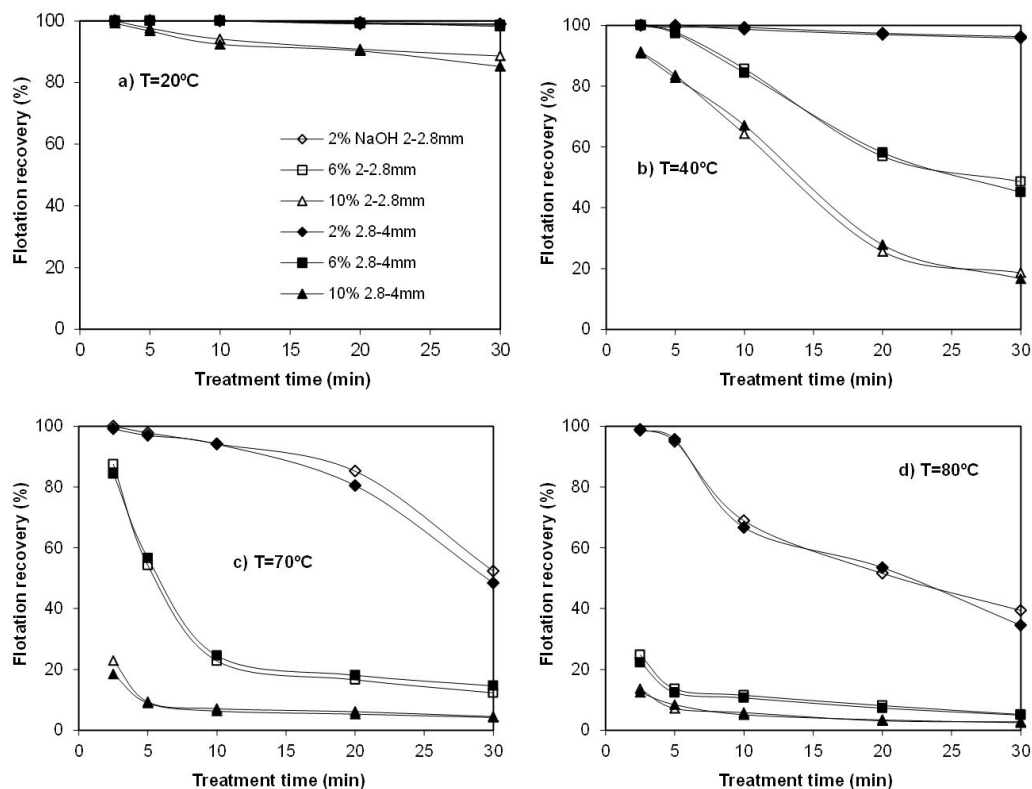 100
80
60
40
20
0
Flotation recovery (%)
a) T=20ºC
2% NaOH 2-2.8mm
6% 2-2.8mm
10% 2-2.8mm
2% 2.8-4mm
6% 2.8-4mm
10% 2.8-4mm
0 5 10 15 20 25 30
Treatment time (min)
100
80
60
40
20
0
Flotation recovery (%)
b) T=40ºC
0 5 10 15 20 25 30
Treatment time (min)
100
80
60
40
20
0
Flotation recovery (%)
c) T=70ºC
0 5 10 15 20 25 30
Treatment time (min)
100
80
60
40
20
0
Flotation recovery (%)
d) T=80ºC
0 5 10 15 20 25 30
Treatment time (min)